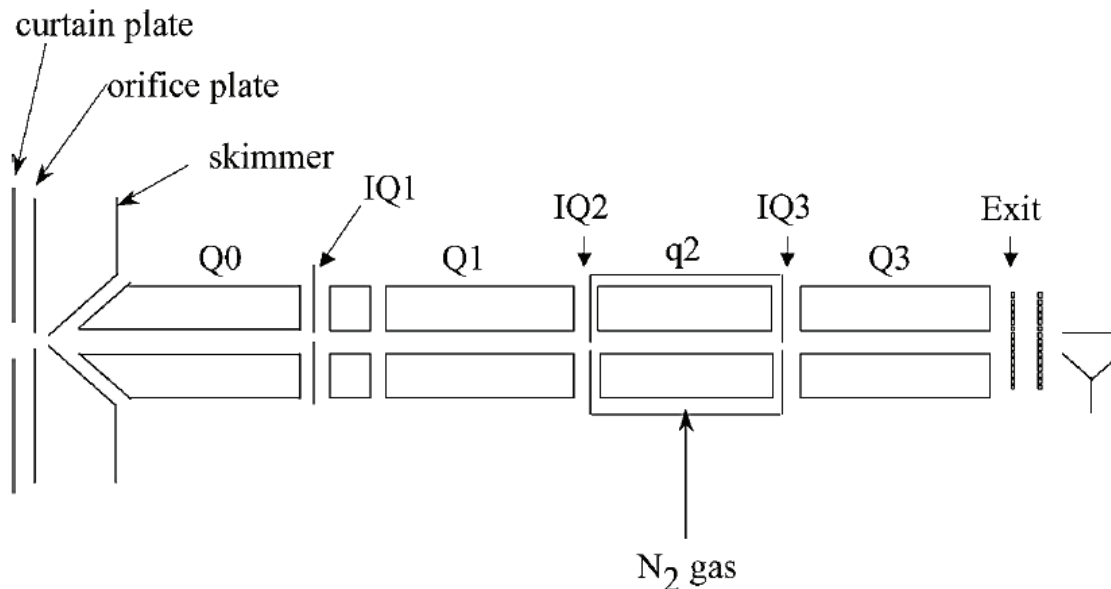 curtain plate
orifice plate
skimmer
IQ1
IQ2
IQ3
Exit
Q0
Q1
q2
Q3
N2 gas